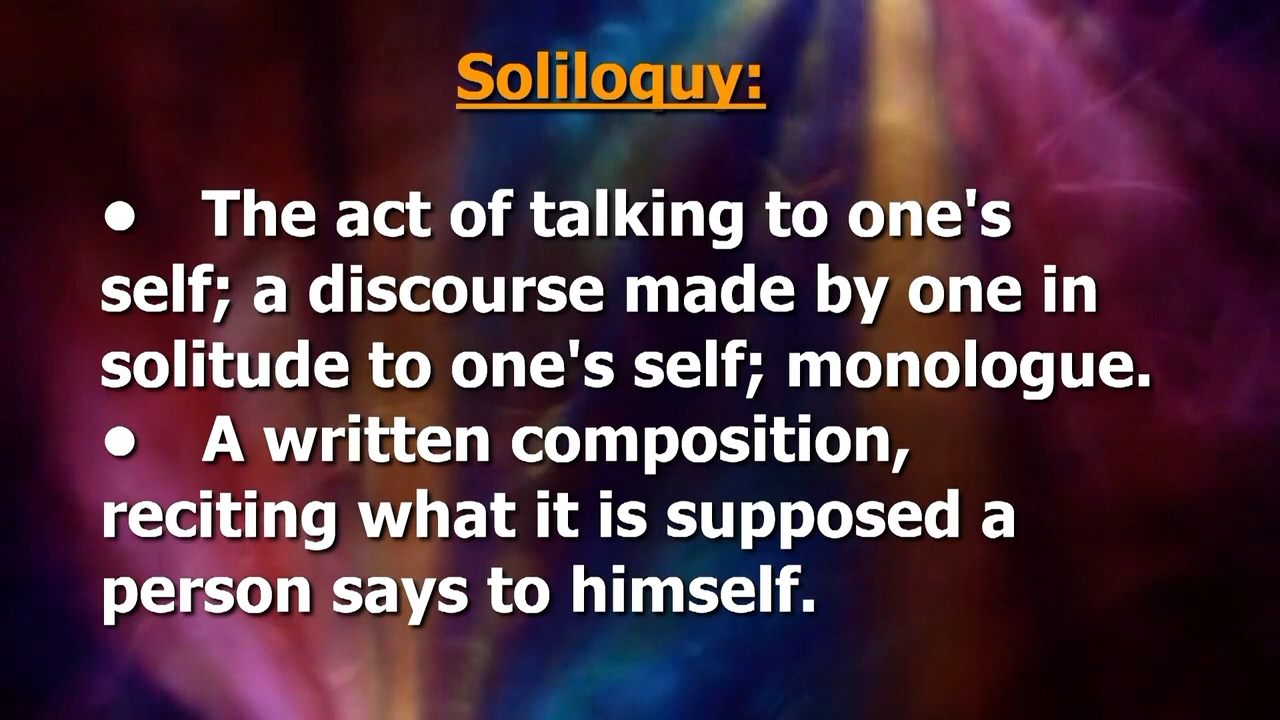 Soliloquy:
● The act of talking to one's
self; a discourse made by one in
solitude to one's self; monologue.
● A written composition,
reciting what it is supposed a
person says to himself.